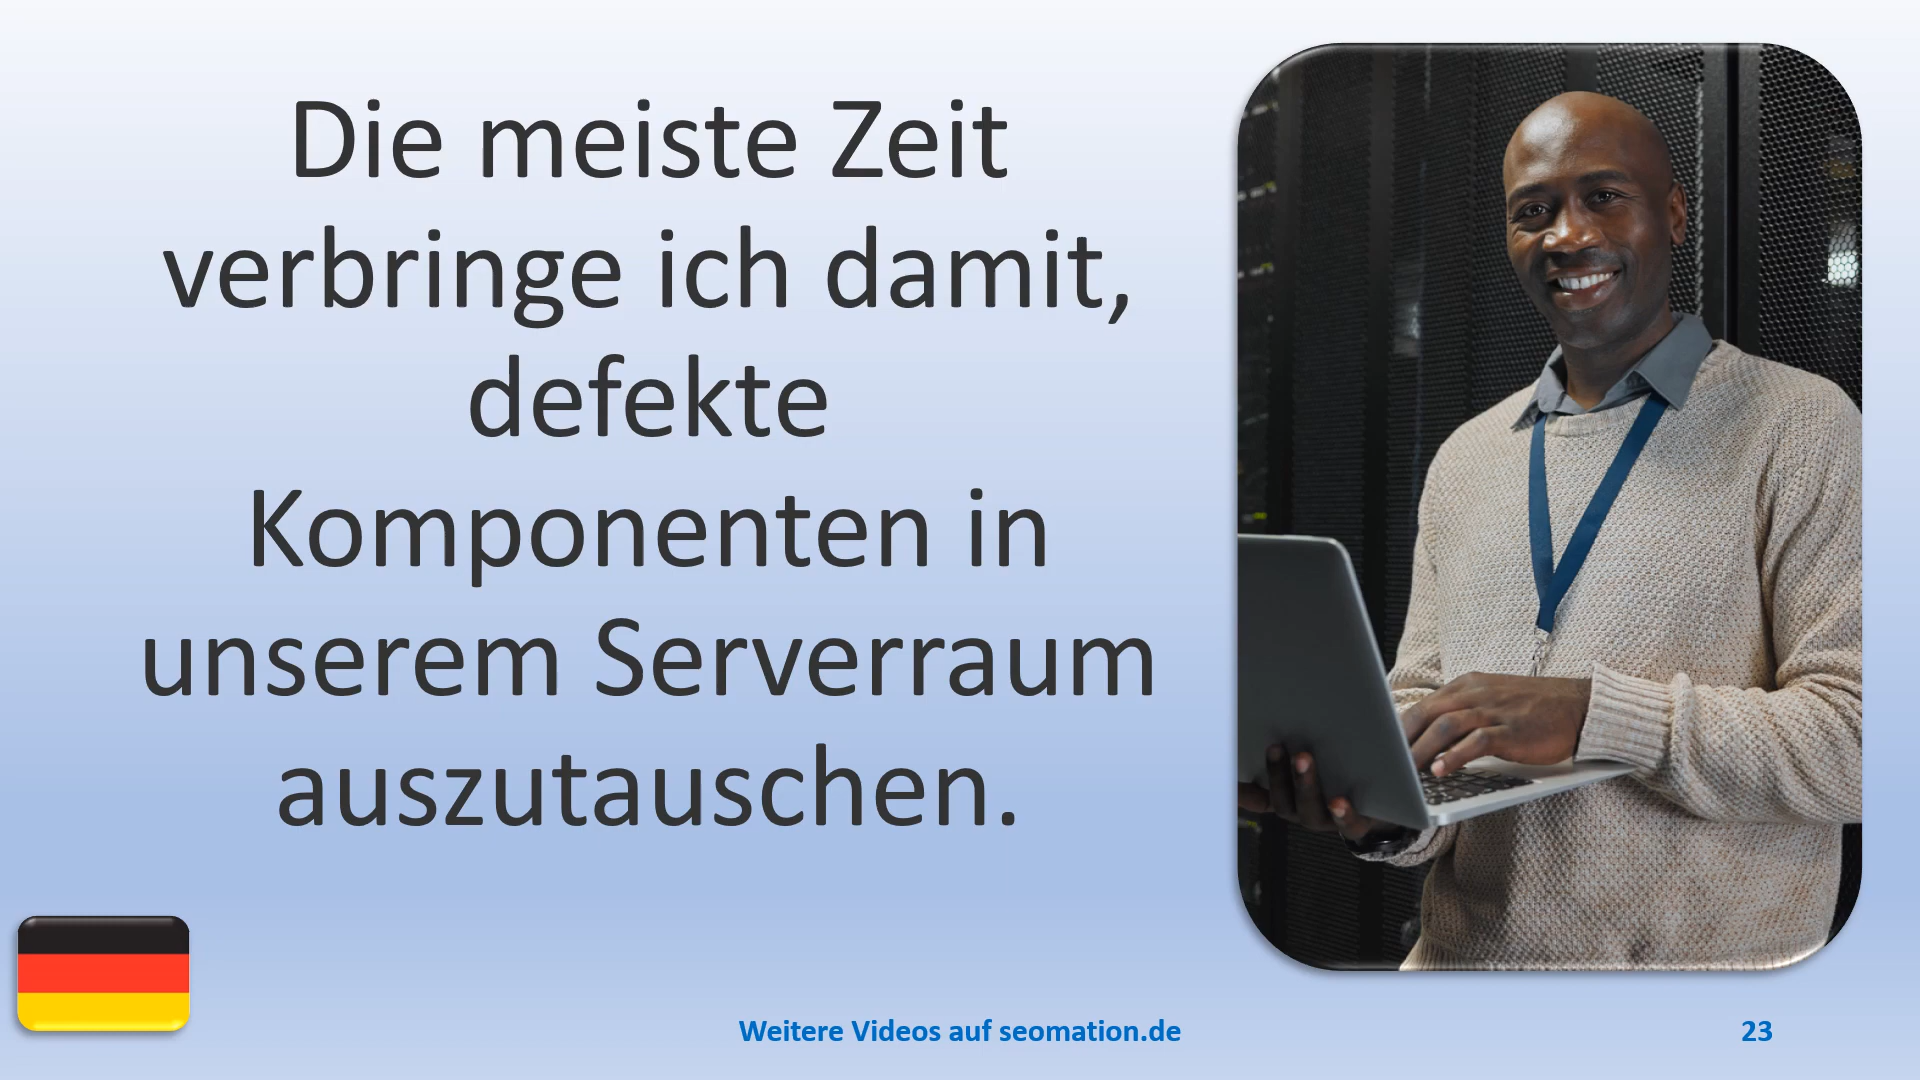 Die meiste Zeit
verbringe ich damit,
defekte
Komponenten in
unserem Serverraum
auszutauschen.
Weitere Videos auf seomation.de
23